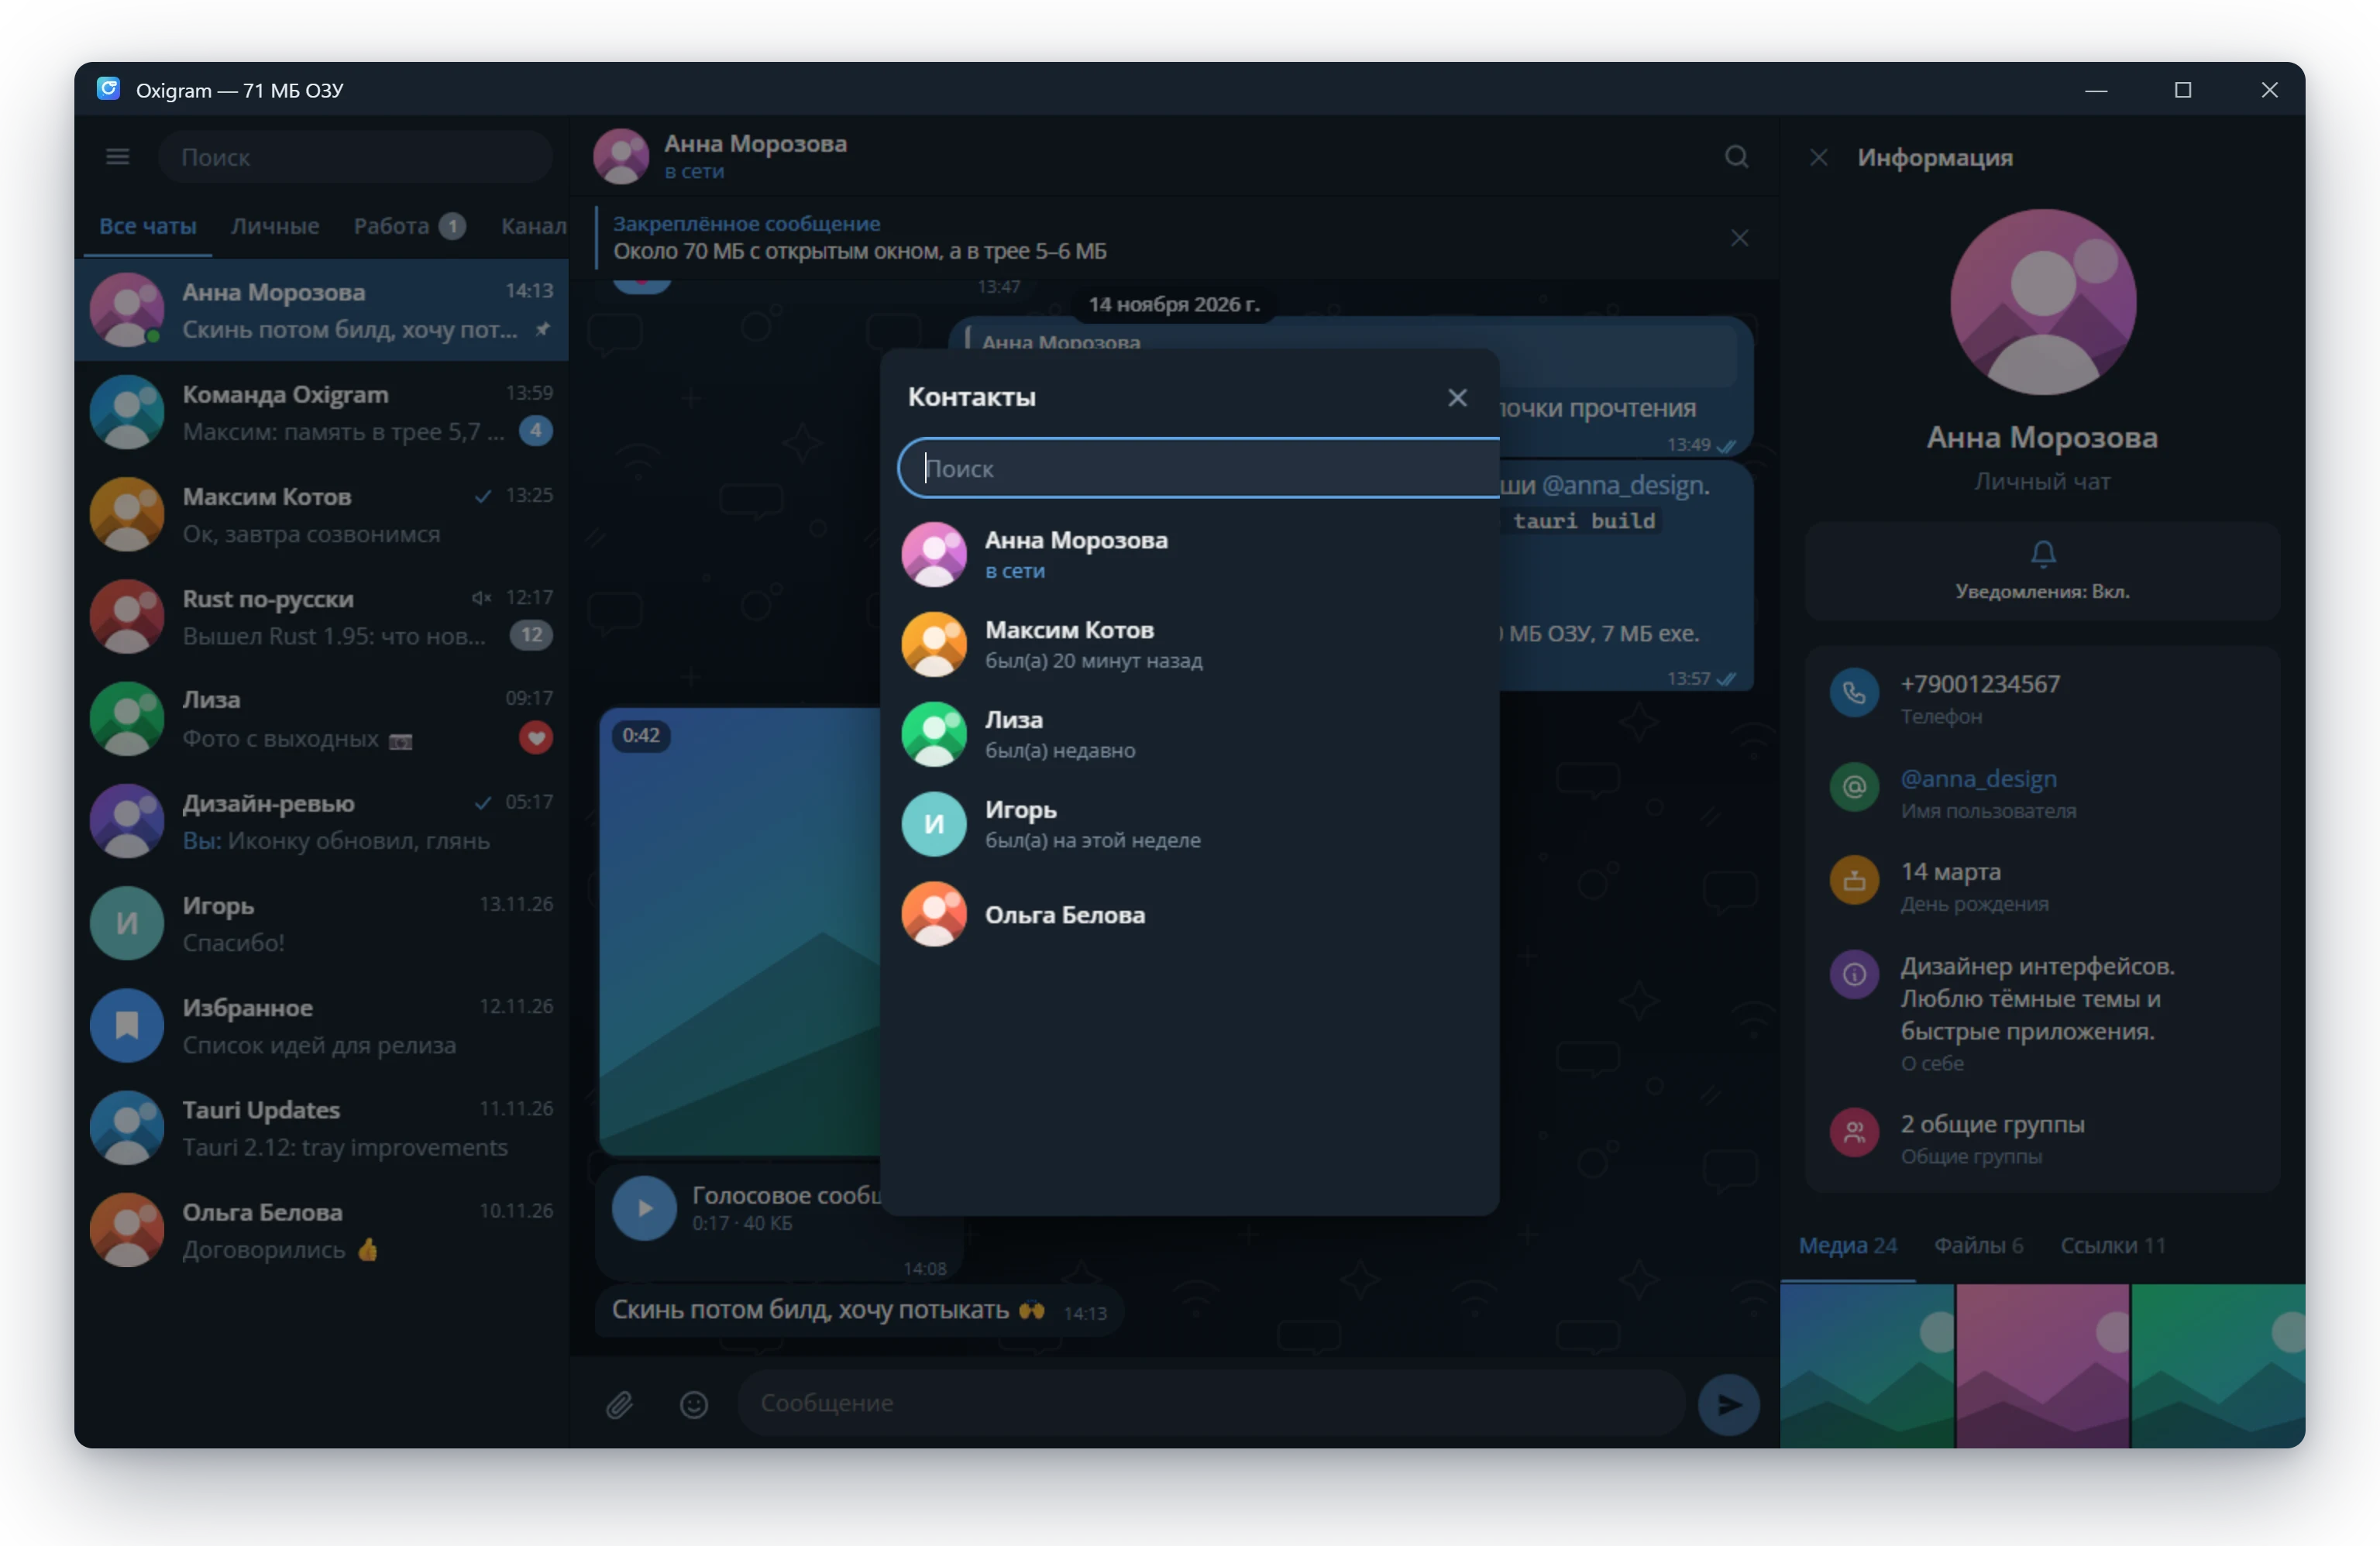 Oxigram — 71 МБ ОЗУ
Поиск
Все чаты Личные Работа 1 Канал
Анна Морозова 14:13
Скинь потом билд, хочу пот...
Команда Oxigram 13:59
Максим: память в трее 5,7 ... 4
Максим Котов 13:25
Ок, завтра созвонимся
Rust по-русски 12:17
Вышел Rust 1.95: что нов... 12
Лиза 09:17
Фото с выходных 📷
Дизайн-ревью 05:17
Вы: Иконку обновил, глянь
И
Игорь 13.11.26
Спасибо!
Избранное 12.11.26
Список идей для релиза
Tauri Updates 11.11.26
Tauri 2.12: tray improvements
Ольга Белова 10.11.26
Договорились 👍
Анна Морозова
в сети
Закреплённое сообщение
Около 70 МБ с открытым окном, а в трее 5–6 МБ
13:47
14 ноября 2026 г.
Анна Морозова
прочтения
13:49
@anna_design.
tauri build
МБ ОЗУ, 7 МБ exe.
13:57
0:42
Голосовое
0:17 · 40 КБ
14:08
Скинь потом билд, хочу потыкать 🙌 14:13
Сообщение
Контакты
Поиск
Анна Морозова
в сети
Максим Котов
был(а) 20 минут назад
Лиза
был(а) недавно
И
Игорь
был(а) на этой неделе
Ольга Белова
Информация
Анна Морозова
Личный чат
Уведомления: Вкл.
+79001234567
Телефон
@anna_design
Имя пользователя
14 марта
День рождения
Дизайнер интерфейсов.
Люблю тёмные темы и
быстрые приложения.
О себе
2 общие группы
Общие группы
Медиа 24 Файлы 6 Ссылки 11